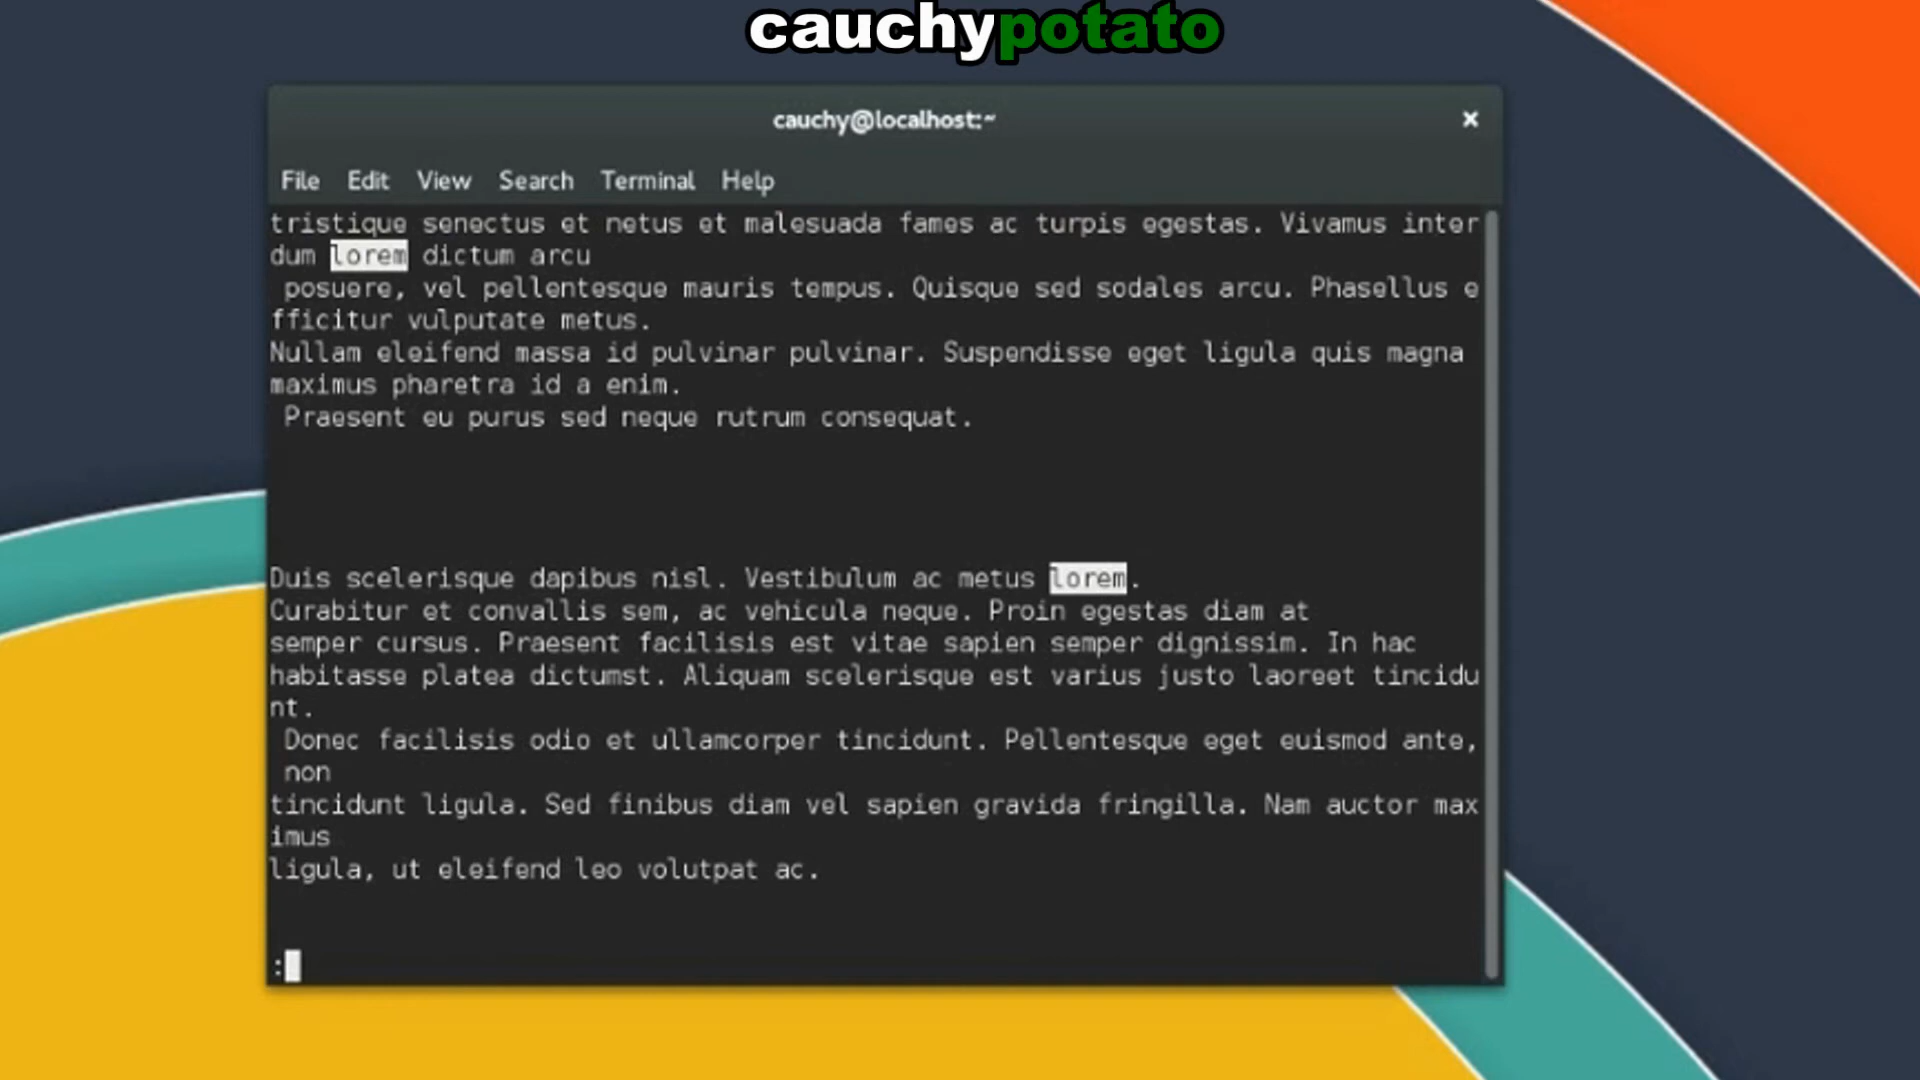 cauchypotato
cauchy@localhost:~
×
File Edit View Search Terminal Help
tristique senectus et netus et malesuada fames ac turpis egestas. Vivamus inter
dum lorem dictum arcu
 posuere, vel pellentesque mauris tempus. Quisque sed sodales arcu. Phasellus e
fficitur vulputate metus.
Nullam eleifend massa id pulvinar pulvinar. Suspendisse eget ligula quis magna
maximus pharetra id a enim.
 Praesent eu purus sed neque rutrum consequat.
Duis scelerisque dapibus nisl. Vestibulum ac metus lorem.
Curabitur et convallis sem, ac vehicula neque. Proin egestas diam at
semper cursus. Praesent facilisis est vitae sapien semper dignissim. In hac
habitasse platea dictumst. Aliquam scelerisque est varius justo laoreet tincidu
nt.
 Donec facilisis odio et ullamcorper tincidunt. Pellentesque eget euismod ante,
 non
tincidunt ligula. Sed finibus diam vel sapien gravida fringilla. Nam auctor max
imus
ligula, ut eleifend leo volutpat ac.
: